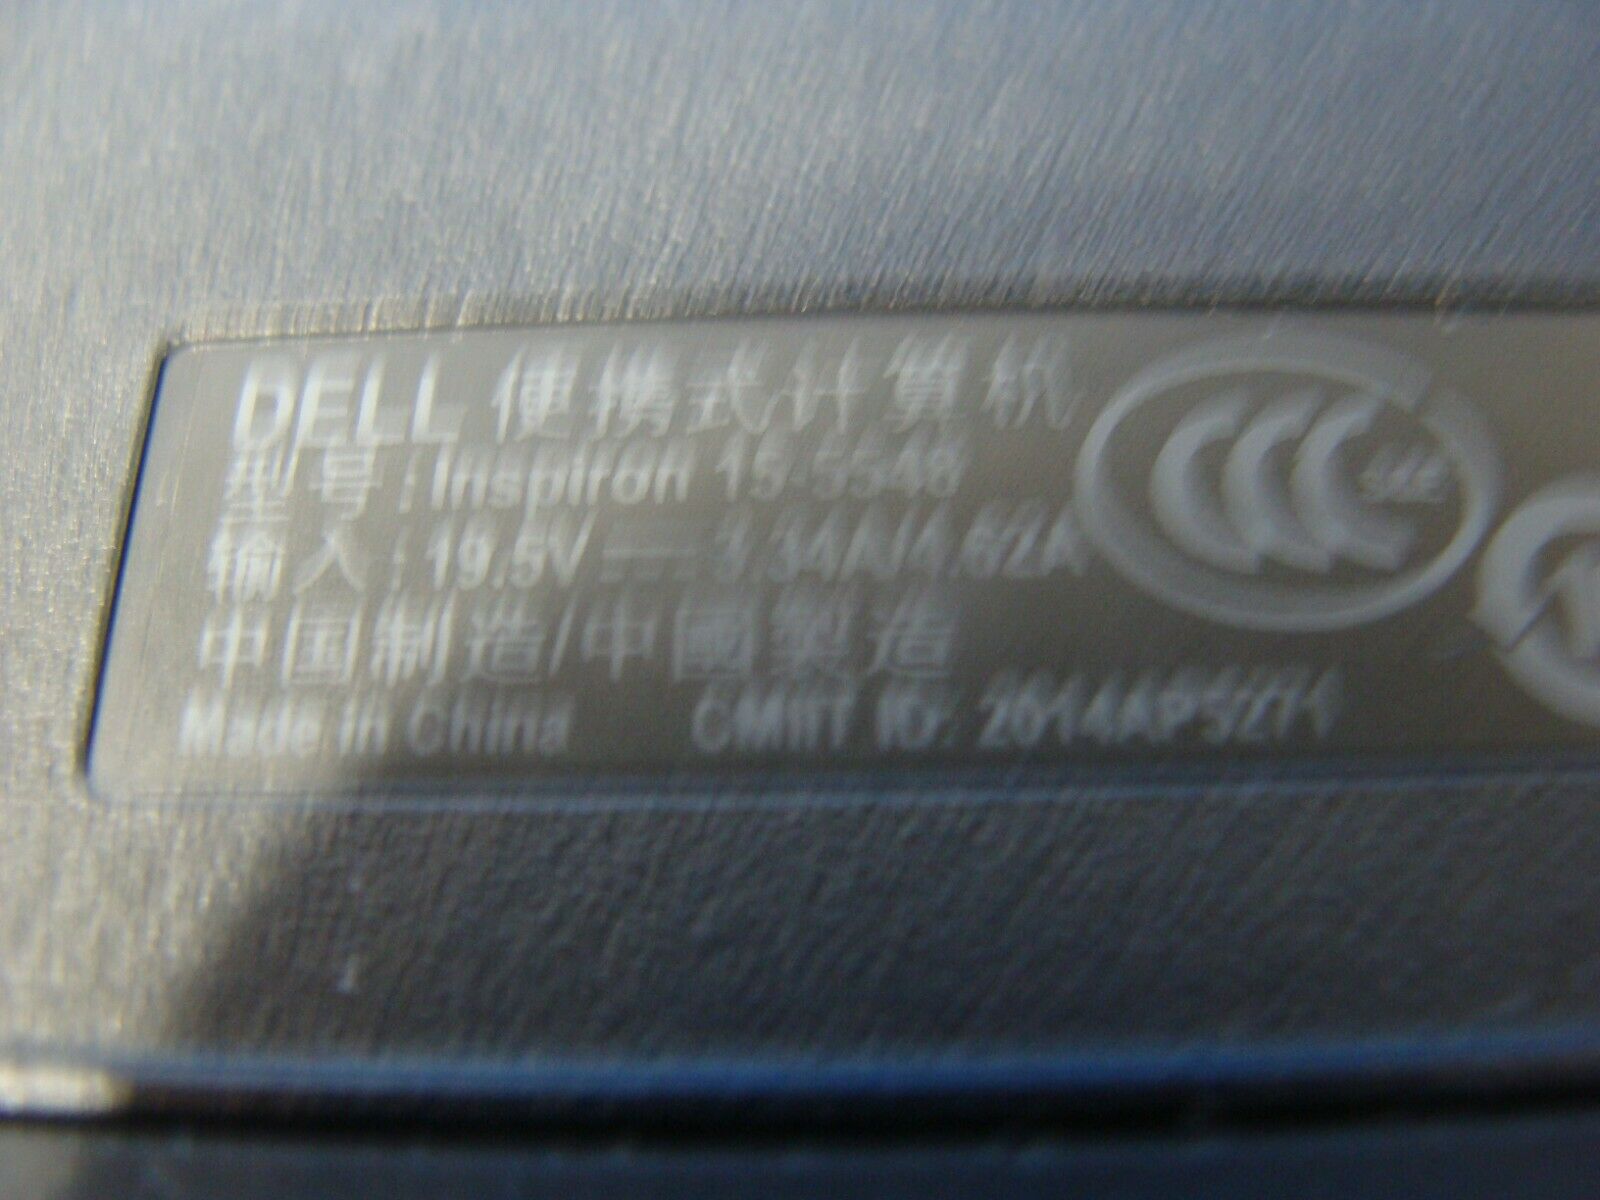 DELL 便携式计算机
型号: Inspiron 15-5548
输入: 19.5V⎓3.34A/4.62A
中国制造/中國製造
Made in China CMIIT ID: 2014AP5271
CCC